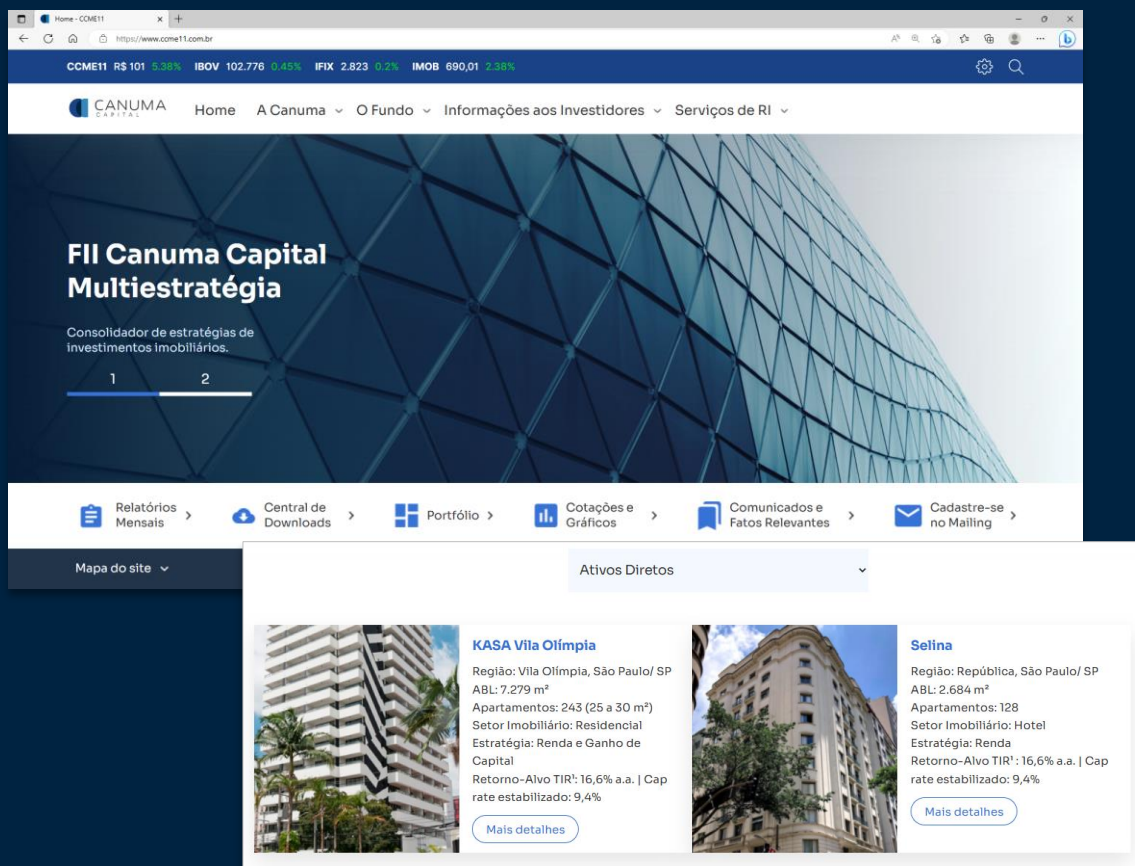 Home - CCME11
https://www.ccme11.com.br
CCME11 R$ 101 5,38% IBOV 102.776 0.45% IFIX 2.823 0.2% IMOB 690,01 2.38%
CANUMA
CAPITAL
Home A Canuma O Fundo Informações aos Investidores Serviços de RI
FII Canuma Capital
Multiestratégia
Consolidador de estratégias de
investimentos imobiliários.
1 2
Relatórios
Mensais
Central de
Downloads
Portfólio
Cotações e
Gráficos
Comunicados e
Fatos Relevantes
Cadastre-se
no Mailing
Mapa do site
Ativos Diretos
KASA Vila Olímpia
Região: Vila Olímpia, São Paulo/ SP
ABL: 7.279 m²
Apartamentos: 243 (25 a 30 m²)
Setor Imobiliário: Residencial
Estratégia: Renda e Ganho de
Capital
Retorno-Alvo TIR¹: 16,6% a.a. | Cap
rate estabilizado: 9,4%
Mais detalhes
Selina
Região: República, São Paulo/ SP
ABL: 2.684 m²
Apartamentos: 128
Setor Imobiliário: Hotel
Estratégia: Renda
Retorno-Alvo TIR¹ : 16,6% a.a. | Cap
rate estabilizado: 9,4%
Mais detalhes